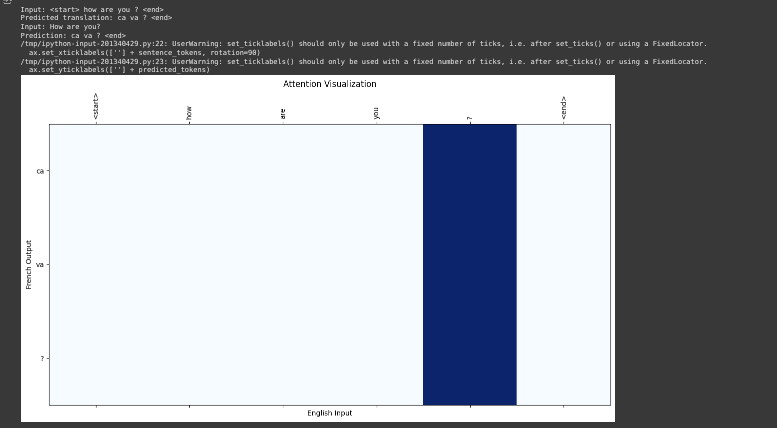 Input: <start> how are you ? <end>
Predicted translation: ca va ? <end>
Input: How are you?
Prediction: ca va ? <end>
/tmp/ipython-input-201340429.py:22: UserWarning: set_ticklabels() should only be used with a fixed number of ticks, i.e. after set_ticks() or using a FixedLocator.
ax.set_xticklabels([''] + sentence_tokens, rotation=90)
/tmp/ipython-input-201340429.py:23: UserWarning: set_ticklabels() should only be used with a fixed number of ticks, i.e. after set_ticks() or using a FixedLocator.
ax.set_yticklabels([''] + predicted_tokens)
Attention Visualization
<start> how are you ? <end>
ca
va
?
French Output
English Input